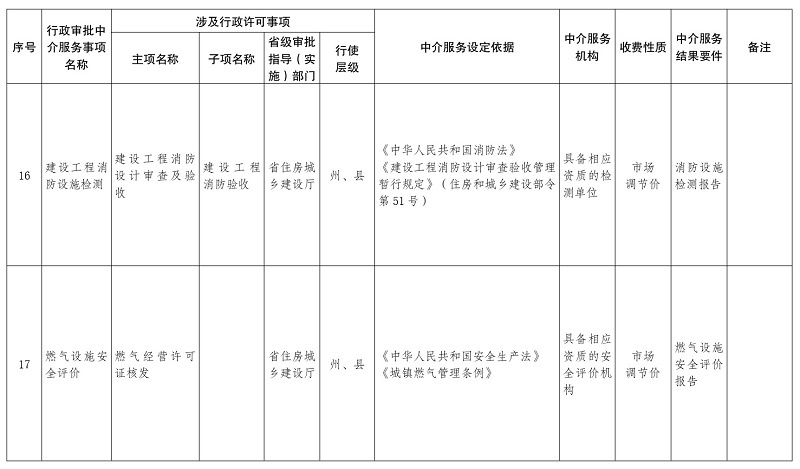 序号
行政审批中
介服务事项
名称
涉及行政许可事项
主项名称
子项名称
省级审批
指导（实
施）部门
行使
层级
中介服务设定依据
中介服务
机构
收费性质
中介服务
结果要件
备注
16
建设工程消
防设施检测
建设工程消防
设计审查及验
收
建设工程
消防验收
省住房城
乡建设厅
州、县
《中华人民共和国消防法》
《建设工程消防设计审查验收管理
暂行规定》（住房和城乡建设部令
第51号）
具备相应
资质的检
测单位
市场
调节价
消防设施
检测报告
17
燃气设施安
全评价
燃气经营许可
证核发
省住房城
乡建设厅
州、县
《中华人民共和国安全生产法》
《城镇燃气管理条例》
具备相应
资质的安
全评价机
构
市场
调节价
燃气设施
安全评价
报告